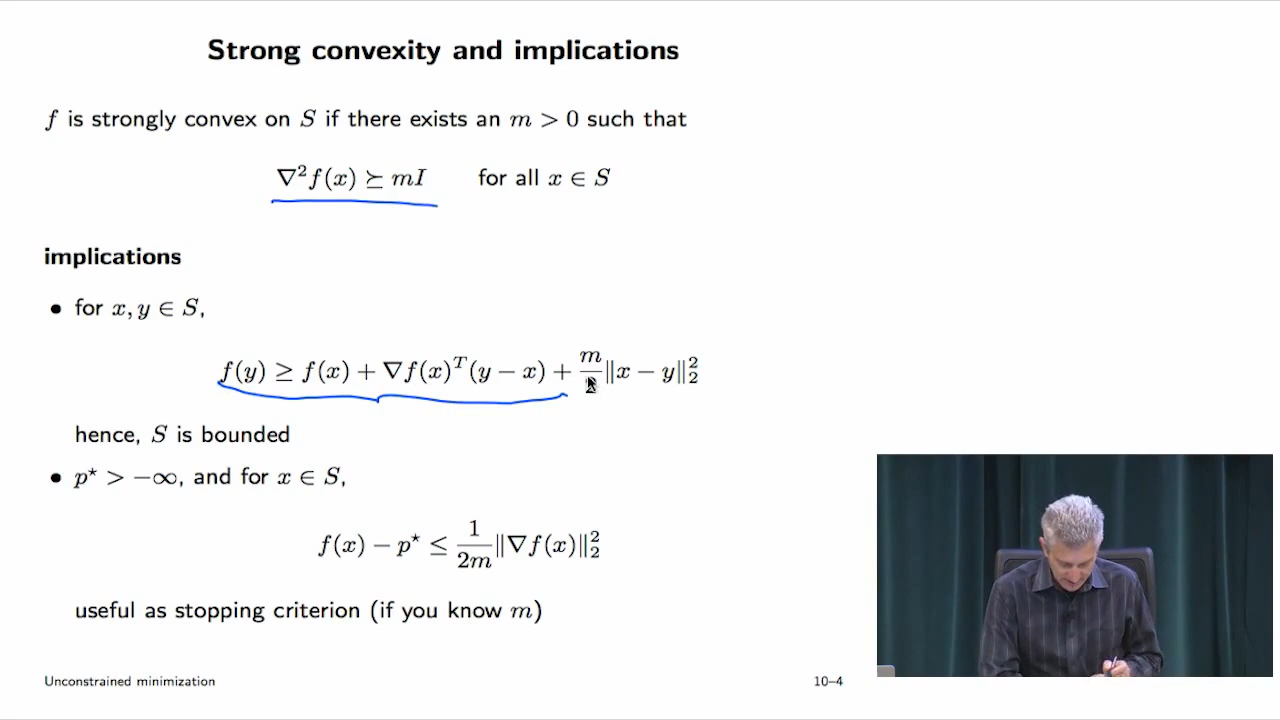 Strong convexity and implications
f is strongly convex on S if there exists an m > 0 such that
∇²f(x) ⪰ mI for all x ∈ S
implications
• for x, y ∈ S,
f(y) ≥ f(x) + ∇f(x)ᵀ(y − x) + m/2 ‖x − y‖₂²
hence, S is bounded
• p⋆ > −∞, and for x ∈ S,
f(x) − p⋆ ≤ 1/2m ‖∇f(x)‖₂²
useful as stopping criterion (if you know m)
Unconstrained minimization 10–4